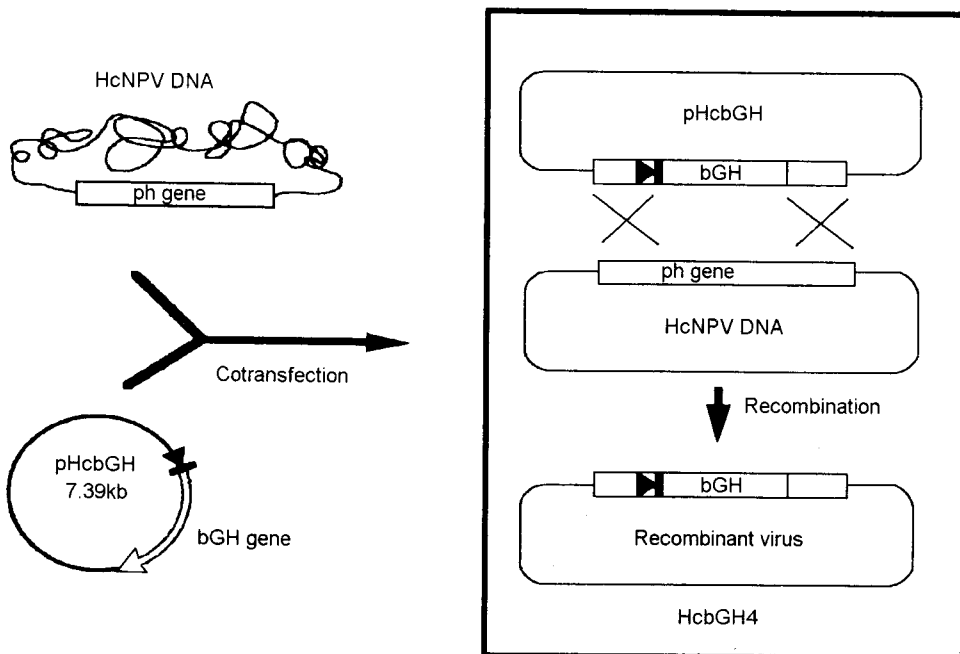 HcNPV DNA
ph gene
Cotransfection
pHcbGH
7.39kb
bGH gene
pHcbGH
bGH
ph gene
HcNPV DNA
Recombination
bGH
Recombinant virus
HcbGH4